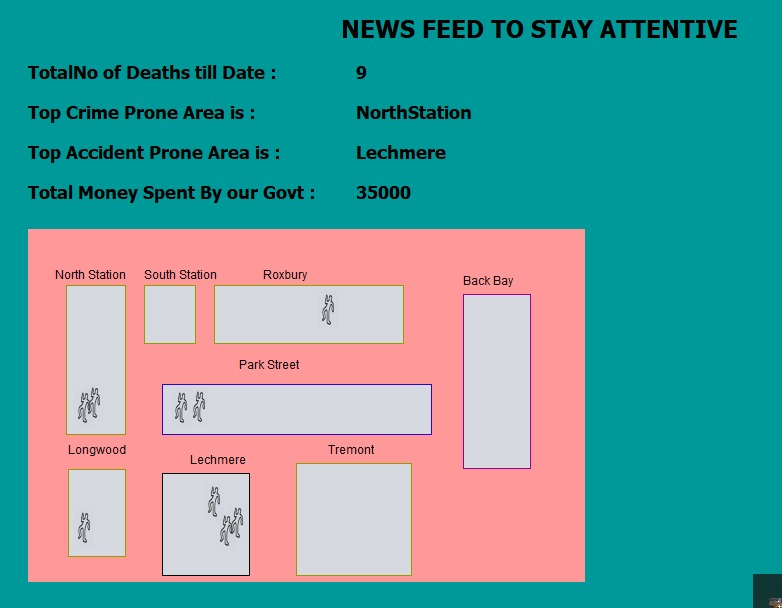 NEWS FEED TO STAY ATTENTIVE
TotalNo of Deaths till Date : 9
Top Crime Prone Area is : NorthStation
Top Accident Prone Area is : Lechmere
Total Money Spent By our Govt : 35000
North Station South Station Roxbury Back Bay
Park Street
Longwood Lechmere Tremont